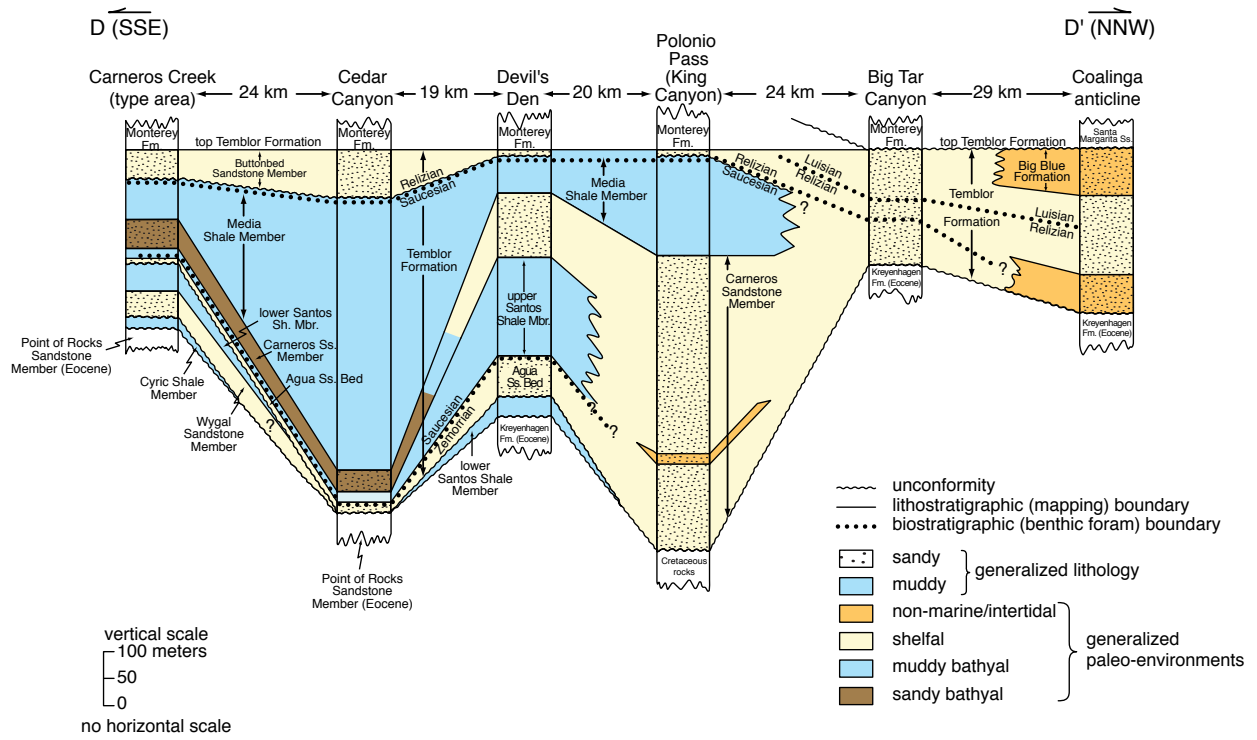 D (SSE)
D' (NNW)
Carneros Creek
(type area)
24 km
Cedar
Canyon
19 km
Devil's
Den
20 km
Polonio
Pass
(King
Canyon)
24 km
Big Tar
Canyon
29 km
Coalinga
anticline
Monterey
Fm.
top Temblor Formation
Monterey
Fm.
Monterey
Fm.
Monterey
Fm.
Monterey
Fm.
top Temblor Formation
Santa
Margarita Ss.
Buttonbed
Sandstone Member
Relizian
Saucesian
Media
Shale Member
Media
Shale Member
Relizian
Saucesian
Luisian
Relizian
?
Big Blue
Formation
Temblor
Formation
Luisian
Relizian
?
Temblor
Formation
upper
Santos
Shale Mbr.
Carneros
Sandstone
Member
Kreyenhagen
Fm. (Eocene)
Kreyenhagen
Fm. (Eocene)
lower Santos
Sh. Mbr.
Carneros Ss.
Member
Agua Ss. Bed
Point of Rocks
Sandstone
Member (Eocene)
Cyric Shale
Member
Wygal
Sandstone
Member
?
Saucesian
Zemorrian
Agua
Ss. Bed
?
?
Kreyenhagen
Fm. (Eocene)
lower
Santos Shale
Member
Cretaceous
rocks
Point of Rocks
Sandstone
Member (Eocene)
unconformity
lithostratigraphic (mapping) boundary
biostratigraphic (benthic foram) boundary
sandy
muddy
generalized lithology
non-marine/intertidal
shelfal
muddy bathyal
sandy bathyal
generalized
paleo-environments
vertical scale
100 meters
50
0
no horizontal scale